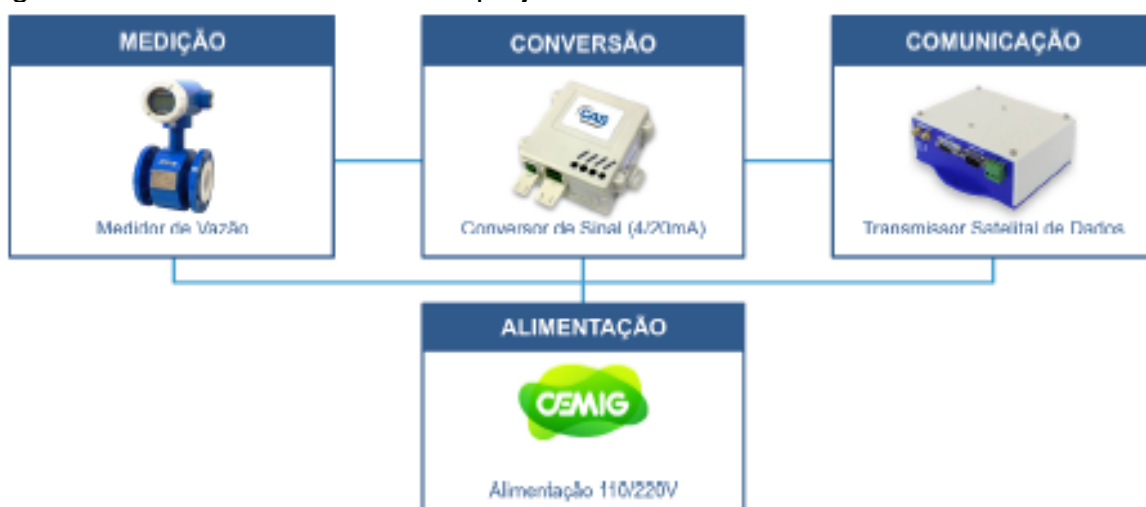 MEDIÇÃO
CONVERSÃO
COMUNICAÇÃO
CAS
Medidor de Vazão
Conversor de Sinal (4/20mA)
Transmissor Satelital de Dados
ALIMENTAÇÃO
CEMIG
Alimentação 110/220V